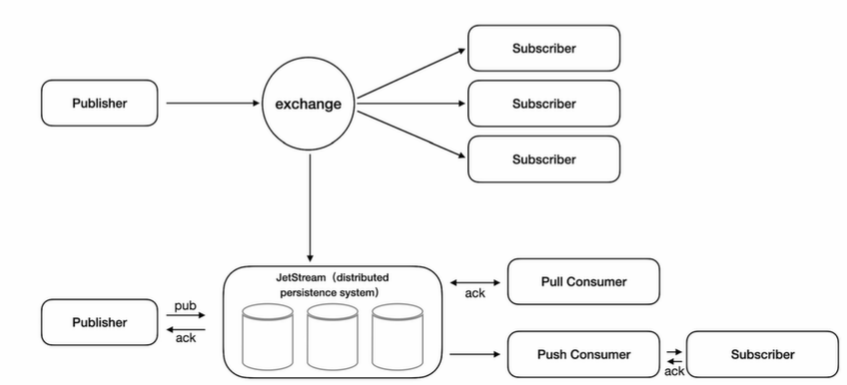 Subscriber
Publisher
exchange
Subscriber
Subscriber
JetStream（distributed
persistence system）
Pull Consumer
ack
pub
Publisher
ack
Push Consumer
Subscriber
ack